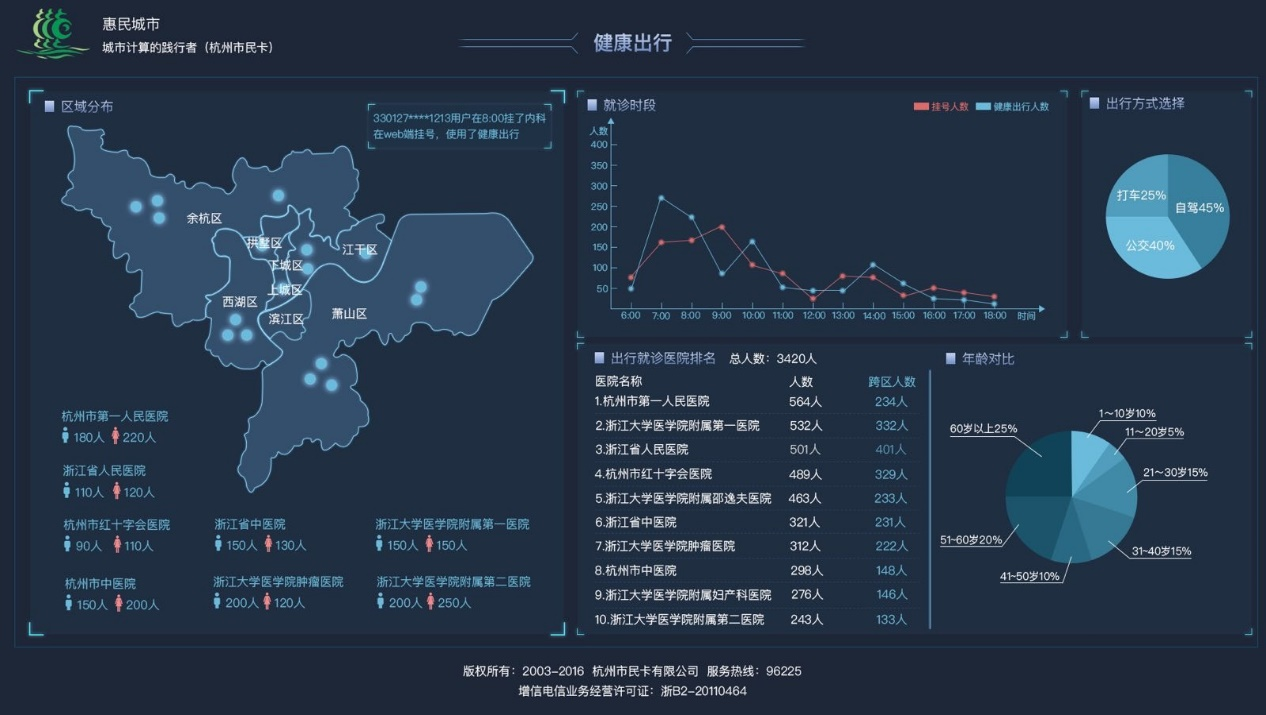 惠民城市
城市计算的践行者（杭州市民卡）
健康出行
区域分布
330127****1213用户在8:00挂了内科
在web端挂号，使用了健康出行
余杭区
拱墅区
下城区
江干区
上城区
西湖区
滨江区
萧山区
杭州市第一人民医院
180人 220人
浙江省人民医院
110人 120人
杭州市红十字会医院 浙江省中医院 浙江大学医学院附属第一医院
90人 110人 150人 130人 150人 150人
杭州市中医院 浙江大学医学院肿瘤医院 浙江大学医学院附属第二医院
150人 200人 200人 120人 200人 250人
就诊时段
挂号人数 健康出行人数
人数
400
350
300
250
200
150
100
50
6:00 7:00 8:00 9:00 10:00 11:00 12:00 13:00 14:00 15:00 16:00 17:00 18:00 时间
出行方式选择
打车25%
自驾45%
公交40%
出行就诊医院排名 总人数：3420人
医院名称 人数 跨区人数
1.杭州市第一人民医院 564人 234人
2.浙江大学医学院附属第一医院 532人 332人
3.浙江省人民医院 501人 401人
4.杭州市红十字会医院 489人 329人
5.浙江大学医学院附属邵逸夫医院 463人 233人
6.浙江省中医院 321人 231人
7.浙江大学医学院肿瘤医院 312人 222人
8.杭州市中医院 298人 148人
9.浙江大学医学院附属妇产科医院 276人 146人
10.浙江大学医学院附属第二医院 243人 133人
年龄对比
1～10岁10%
11～20岁5%
21～30岁15%
31~40岁15%
41~50岁10%
51~60岁20%
60岁以上25%
版权所有：2003-2016 杭州市民卡有限公司 服务热线：96225
增值电信业务经营许可证：浙B2-20110464